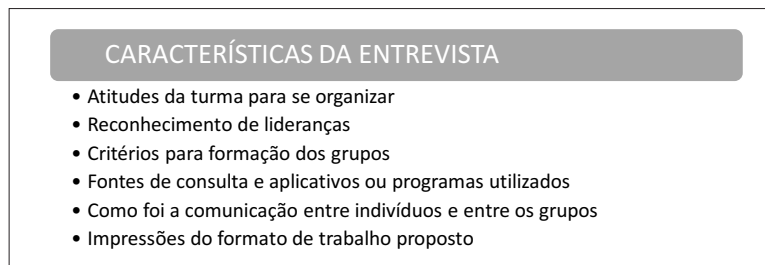 CARACTERÍSTICAS DA ENTREVISTA
• Atitudes da turma para se organizar
• Reconhecimento de lideranças
• Critérios para formação dos grupos
• Fontes de consulta e aplicativos ou programas utilizados
• Como foi a comunicação entre indivíduos e entre os grupos
• Impressões do formato de trabalho proposto